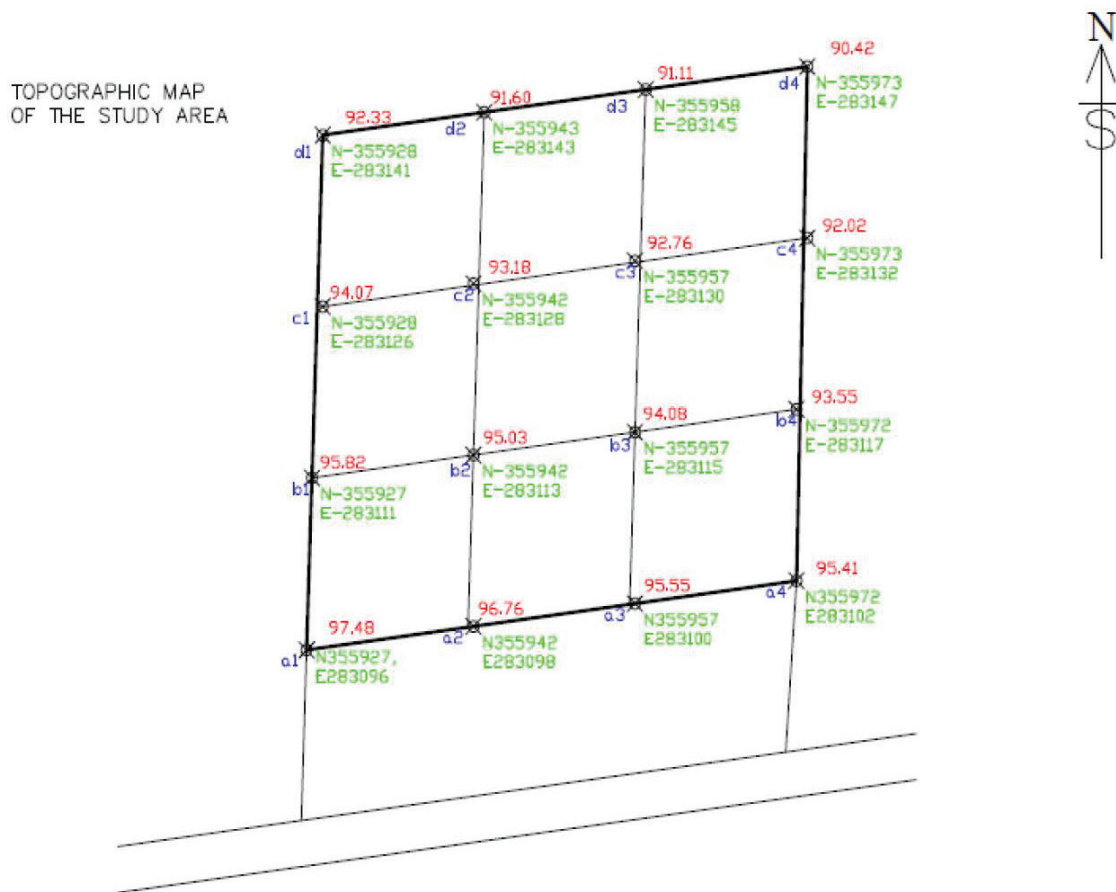 TOPOGRAPHIC MAP
OF THE STUDY AREA
N
S
92.33
d1
N-355928
E-283141
91.60
d2
N-355943
E-283143
91.11
d3
N-355958
E-283145
90.42
d4
N-355973
E-283147
94.07
c1
N-355928
E-283126
93.18
c2
N-355942
E-283128
92.76
c3
N-355957
E-283130
92.02
c4
N-355973
E-283132
95.82
b1
N-355927
E-283111
95.03
b2
N-355942
E-283113
94.08
b3
N-355957
E-283115
93.55
b4
N-355972
E-283117
97.48
a1
N355927,
E283096
96.76
a2
N355942
E283098
95.55
a3
N355957
E283100
95.41
a4
N355972
E283102